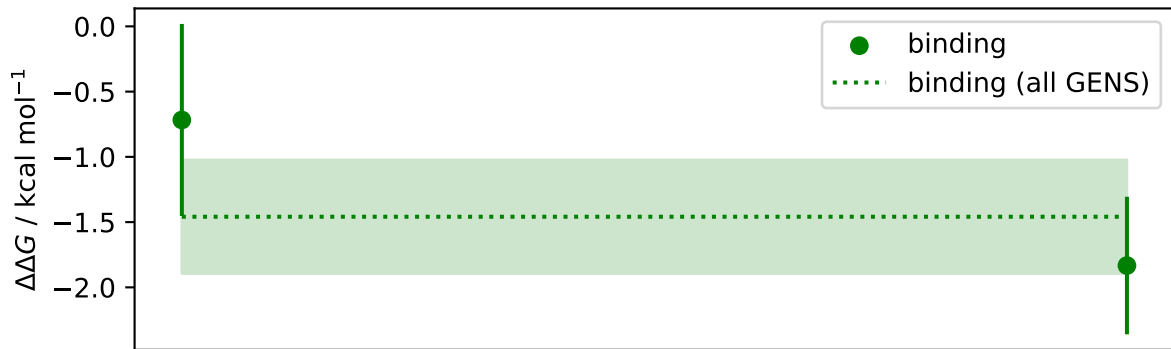 0.0
−0.5
−1.0
−1.5
−2.0
ΔΔG / kcal mol⁻¹
binding
binding (all GENS)